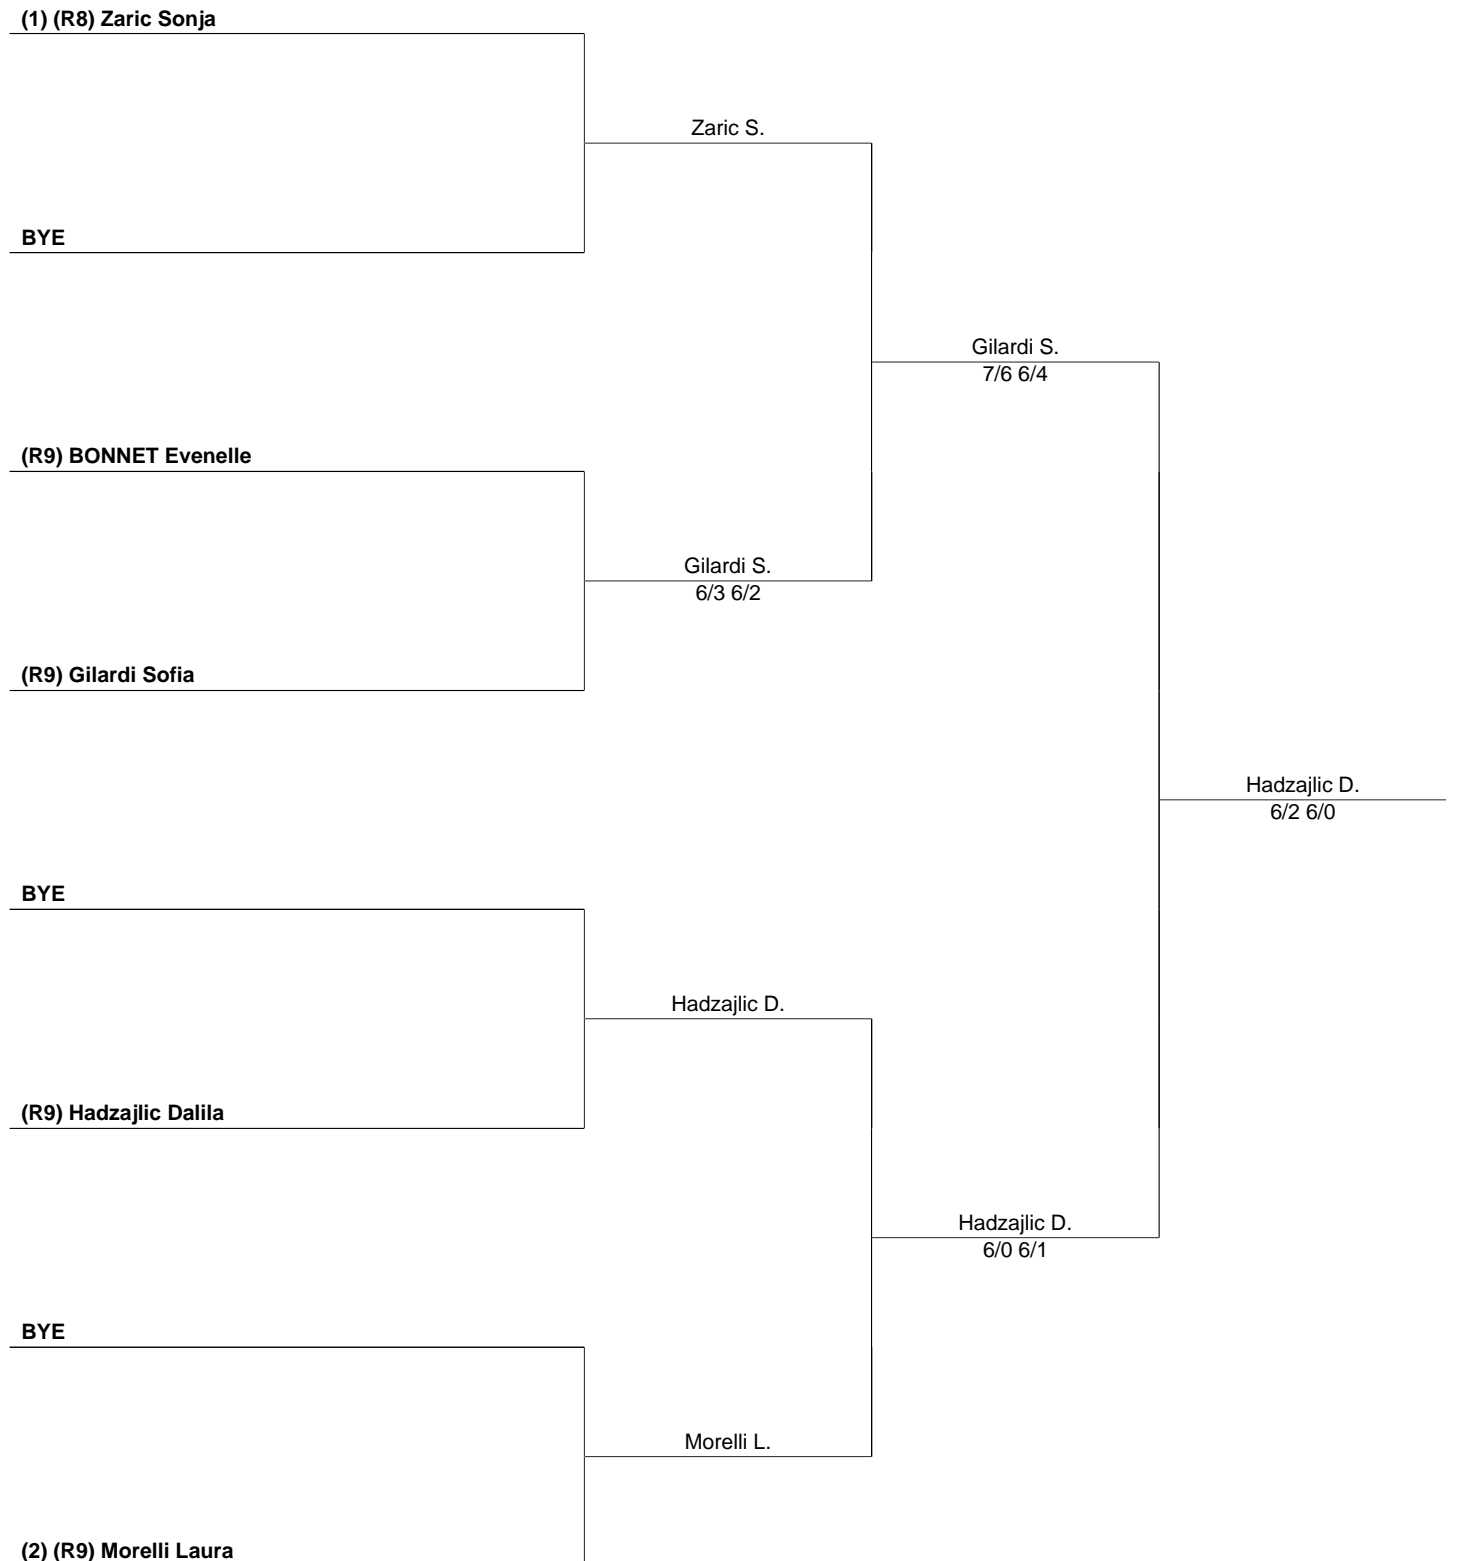 (1) (R8) Zaric Sonja
Zaric S.
BYE
Gilardi S.
7/6 6/4
(R9) BONNET Evenelle
Gilardi S.
6/3 6/2
(R9) Gilardi Sofia
Hadzajlic D.
6/2 6/0
BYE
Hadzajlic D.
(R9) Hadzajlic Dalila
Hadzajlic D.
6/0 6/1
BYE
Morelli L.
(2) (R9) Morelli Laura